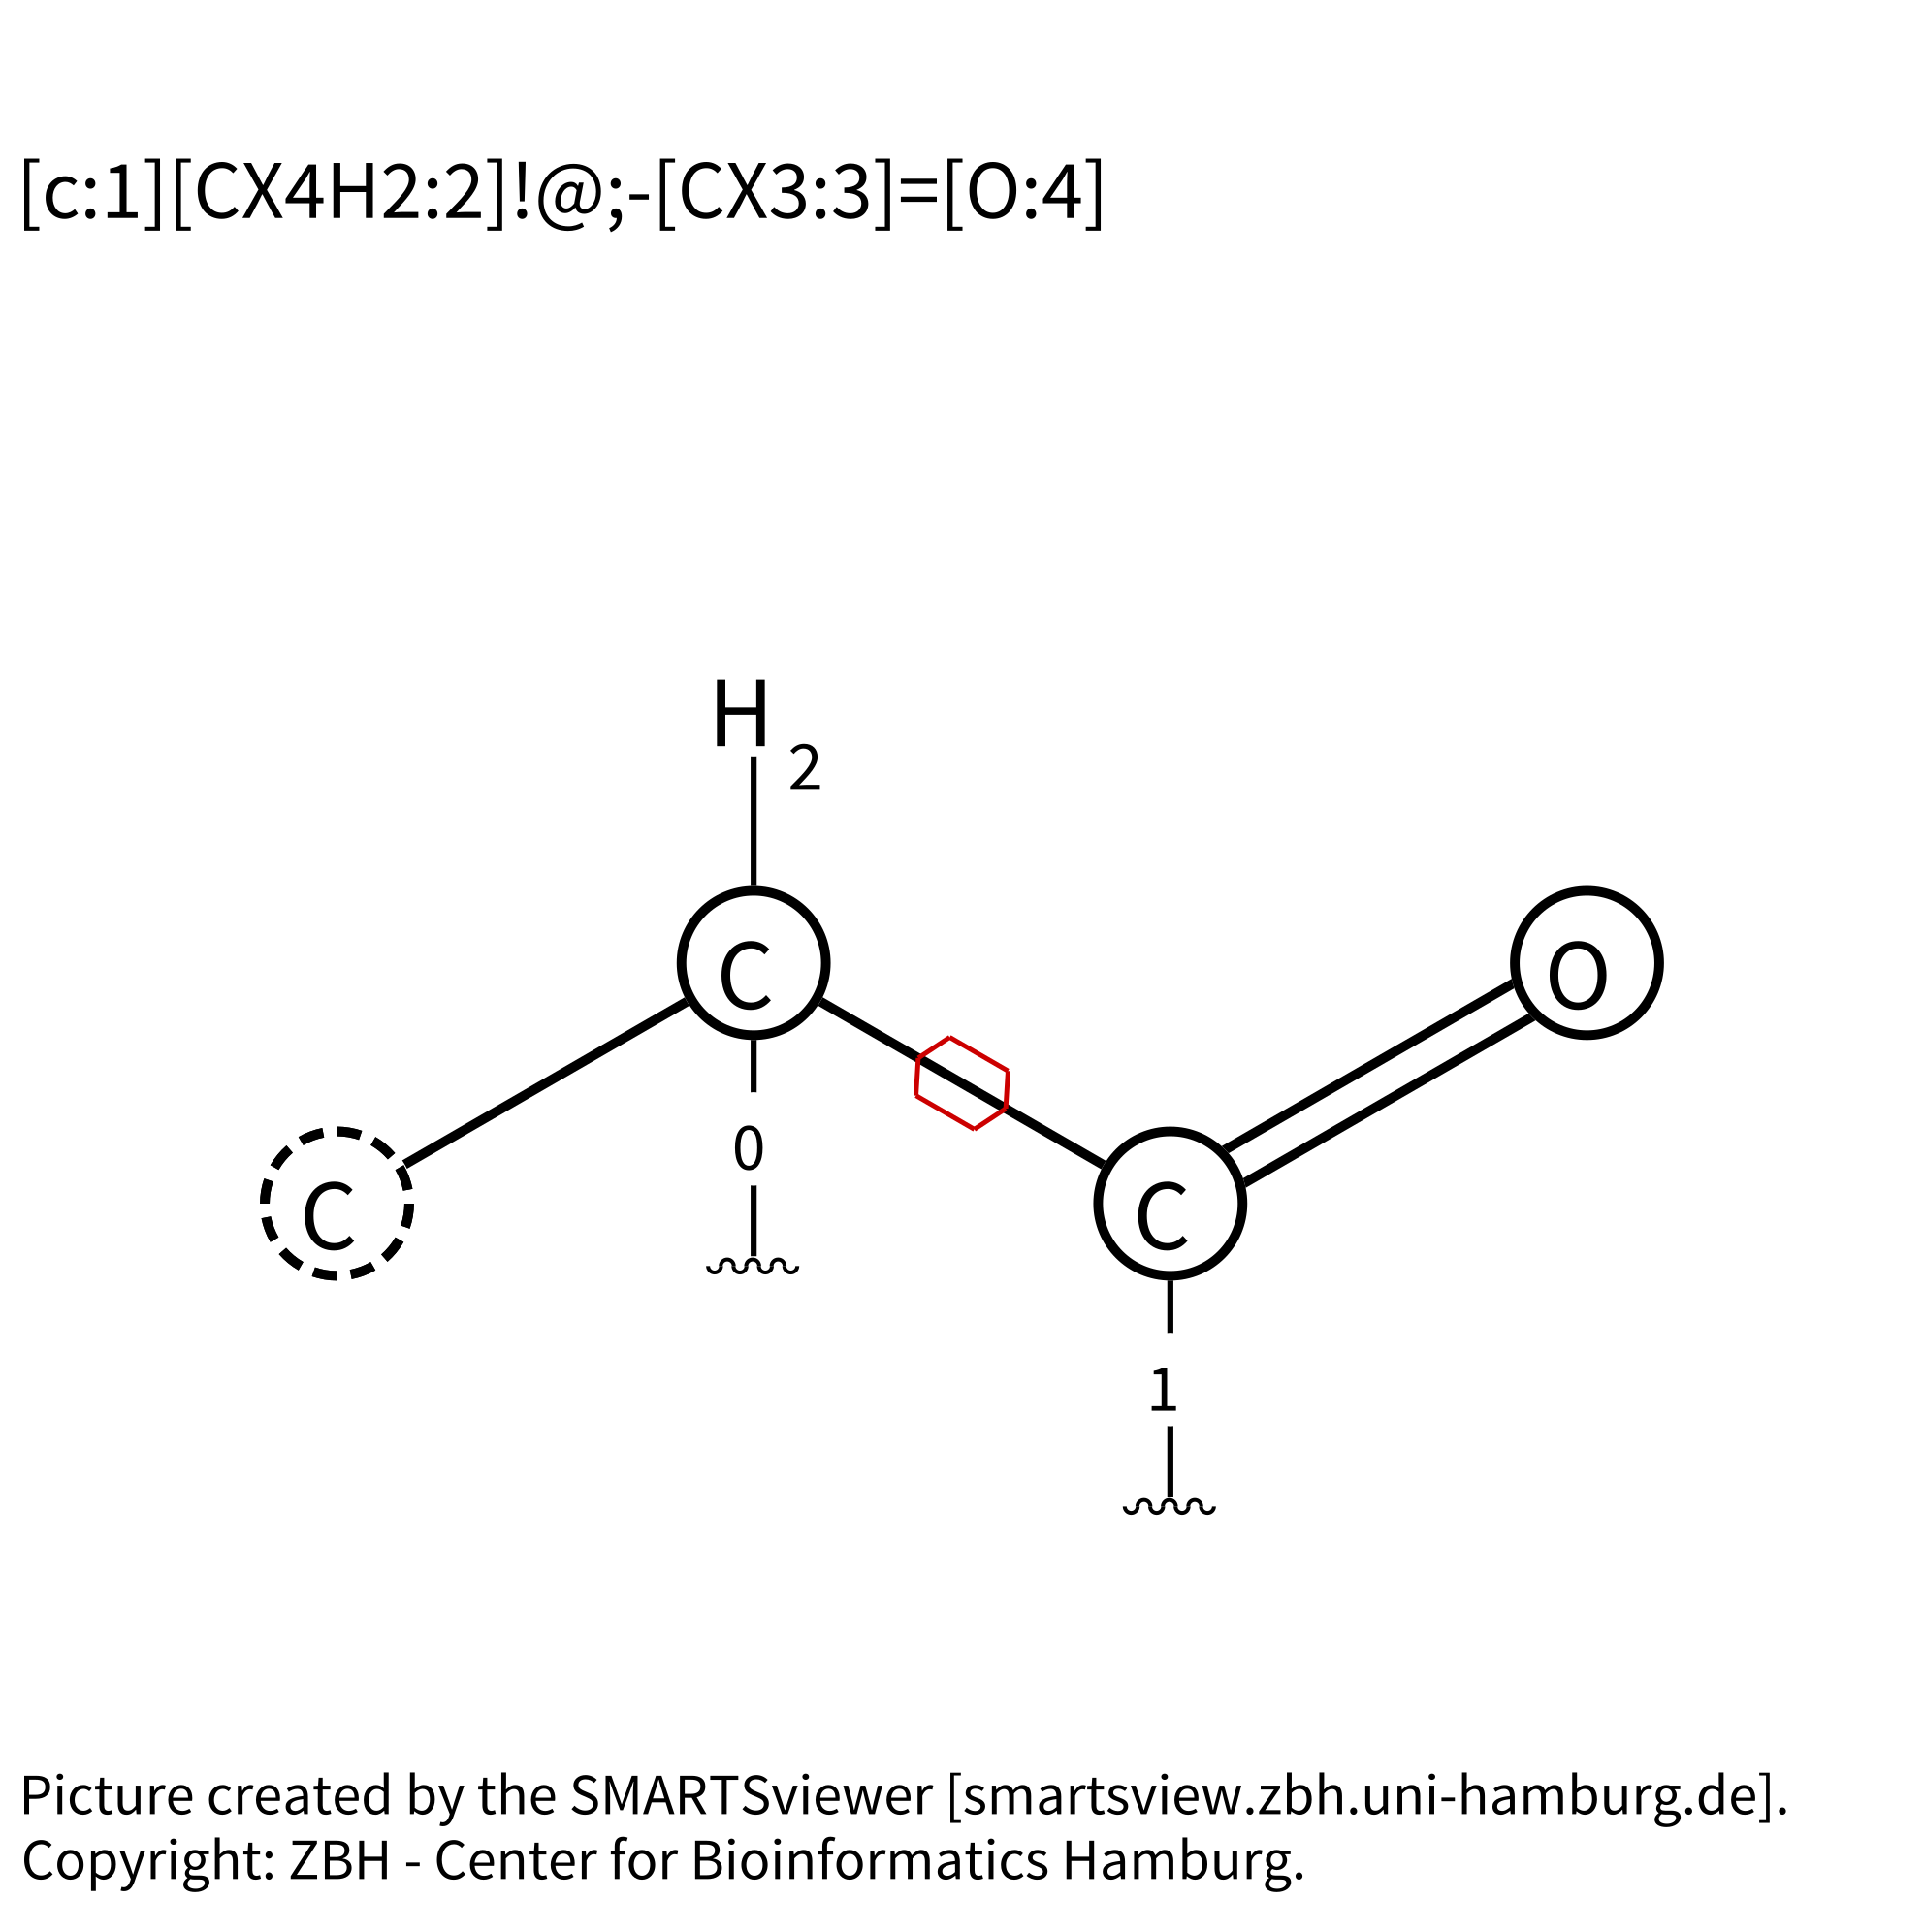 [c:1][CX4H2:2]!@;-[CX3:3]=[O:4]
H
2
C
O
0
C
C
1
Picture created by the SMARTSviewer [smartsview.zbh.uni-hamburg.de].
Copyright: ZBH - Center for Bioinformatics Hamburg.